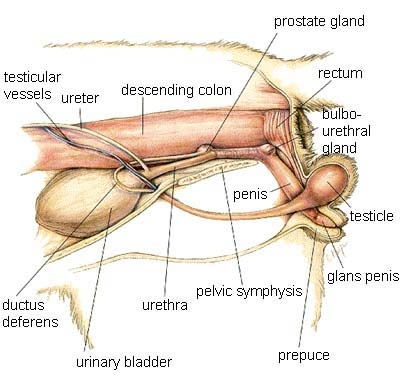 prostate gland
testicular
vessels
ureter
descending colon
rectum
bulbo-
urethral
gland
penis
testicle
glans penis
pelvic symphysis
urethra
ductus
deferens
prepuce
urinary bladder